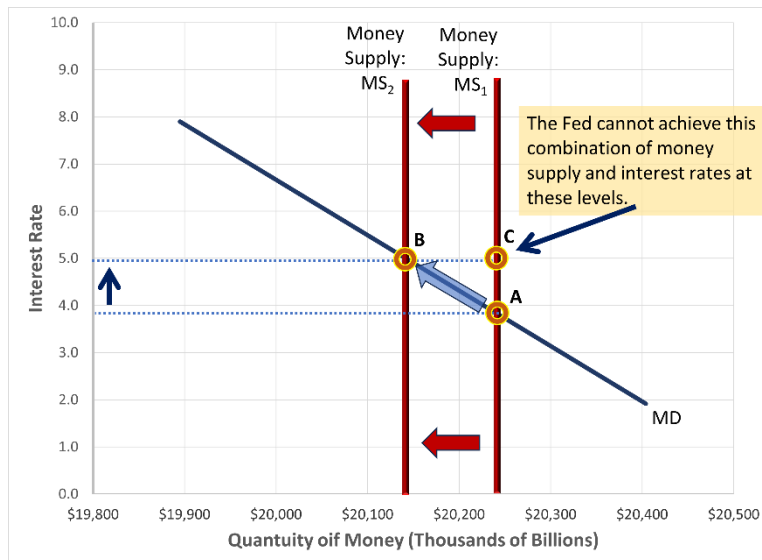 Money
Supply:
MS₂
Money
Supply:
MS₁
The Fed cannot achieve this
combination of money
supply and interest rates at
these levels.
10.0
9.0
8.0
7.0
6.0
5.0
4.0
3.0
2.0
1.0
0.0
Interest Rate
B
C
A
MD
$19,800
$19,900
$20,000
$20,100
$20,200
$20,300
$20,400
$20,500
Quantuity oif Money (Thousands of Billions)